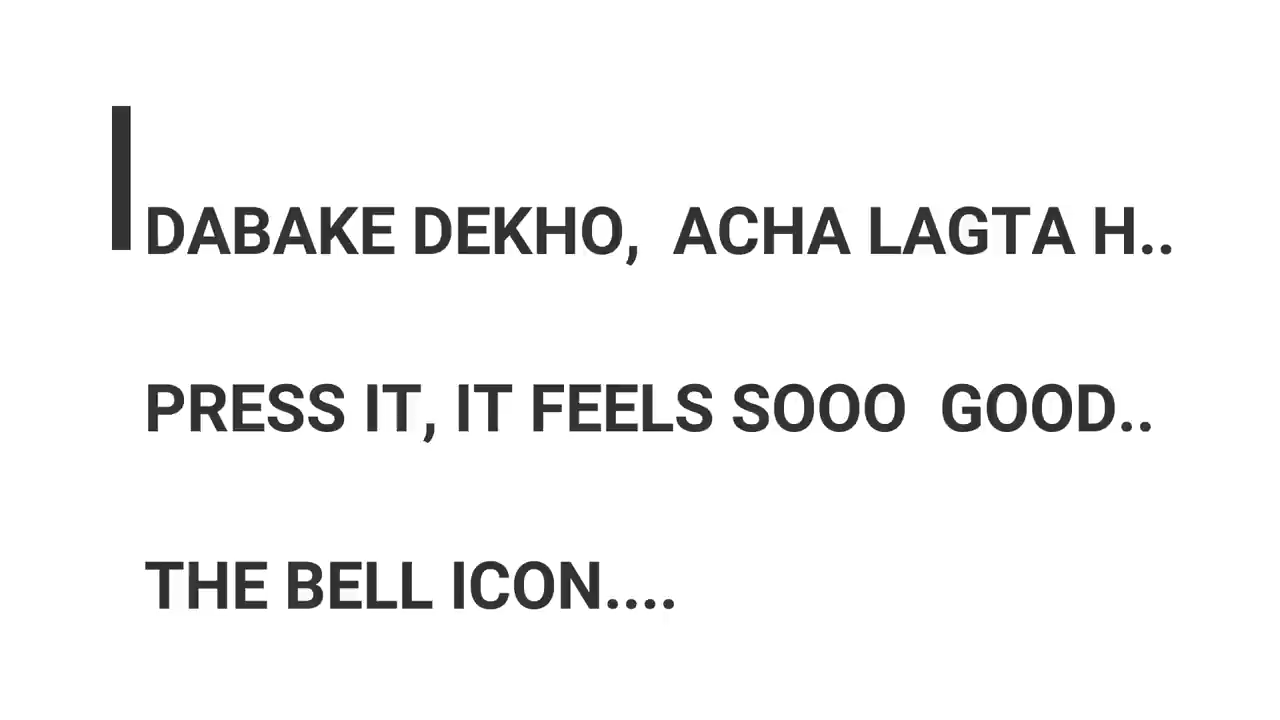 DABAKE DEKHO,  ACHA LAGTA H..
PRESS IT, IT FEELS SOOO  GOOD..
THE BELL ICON....